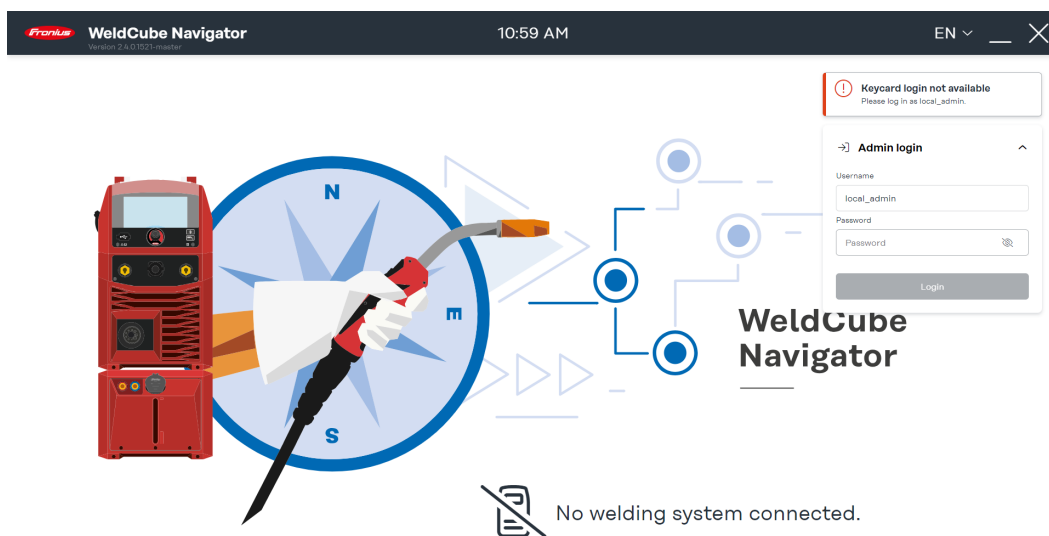 Fronius
WeldCube Navigator
Version 2.4.0.1521-master
10:59 AM
EN
Keycard login not available
Please log in as local_admin.
Admin login
Username
local_admin
Password
Password
Login
N
E
S
WeldCube
Navigator
No welding system connected.